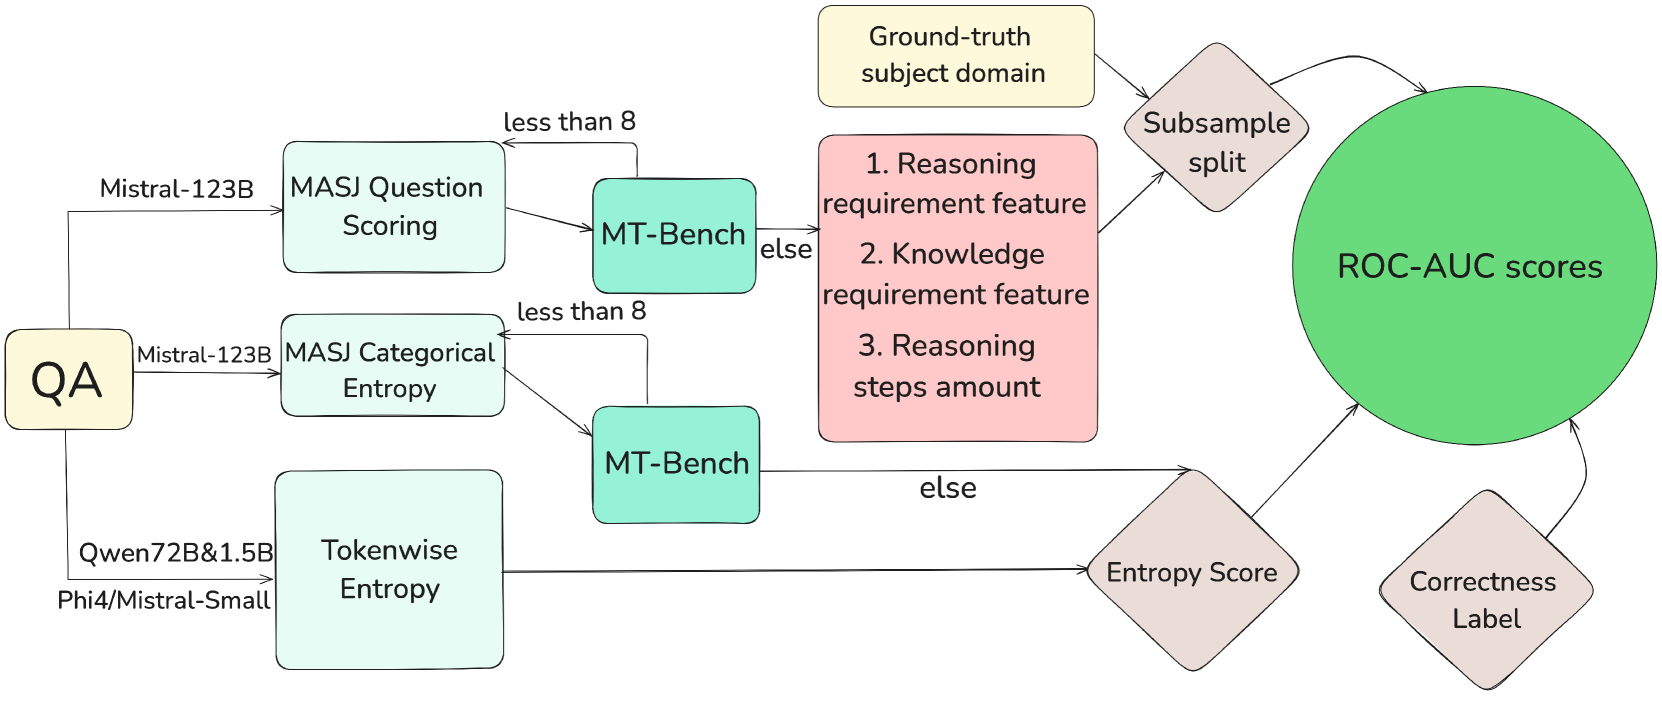 Ground-truth
subject domain
less than 8
Subsample
split
Mistral-123B
MASJ Question
Scoring
MT-Bench
else
1. Reasoning
requirement feature
2. Knowledge
requirement feature
3. Reasoning
steps amount
ROC-AUC scores
less than 8
QA
Mistral-123B
MASJ Categorical
Entropy
MT-Bench
else
Qwen72B&1.5B
Phi4/Mistral-Small
Tokenwise
Entropy
Entropy Score
Correctness
Label